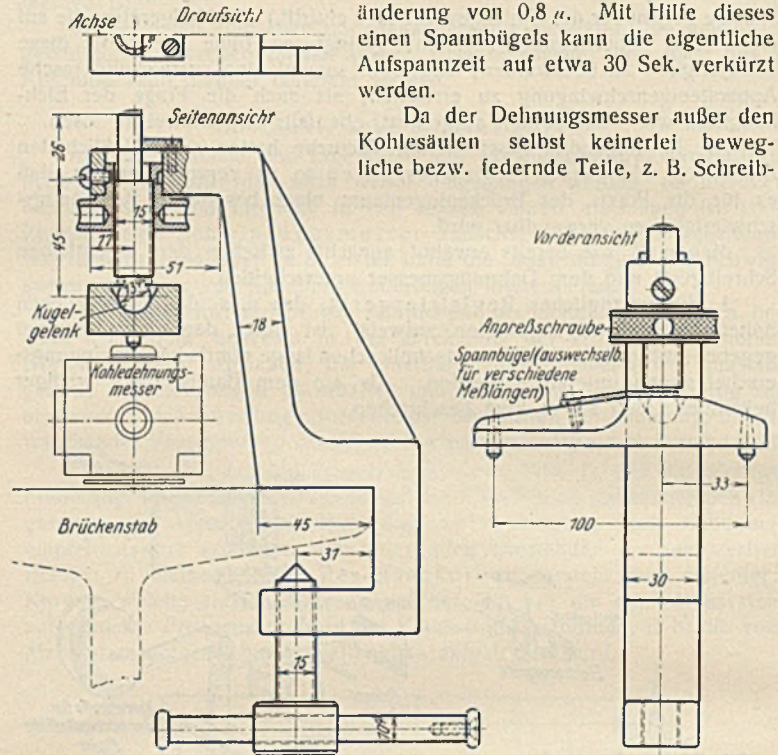 änderung von 0,8 µ. Mit Hilfe dieses
einen Spannbügels kann die eigentliche
Aufspannzeit auf etwa 30 Sek. verkürzt
werden.
Da der Dehnungsmesser außer den
Kohlesäulen selbst keinerlei beweg-
liche bezw. federnde Teile, z. B. Schreib-
Draufsicht
Achse
Seitenansicht
26
45
15
17
51
Kugel-
gelenk
18
Kohledehnungs-
messer
Brückenstab
45
31
15
Vorderansicht
Anpreßschraube
Spannbügel (auswechselb.
für verschiedene
Meßlängen)
33
100
30